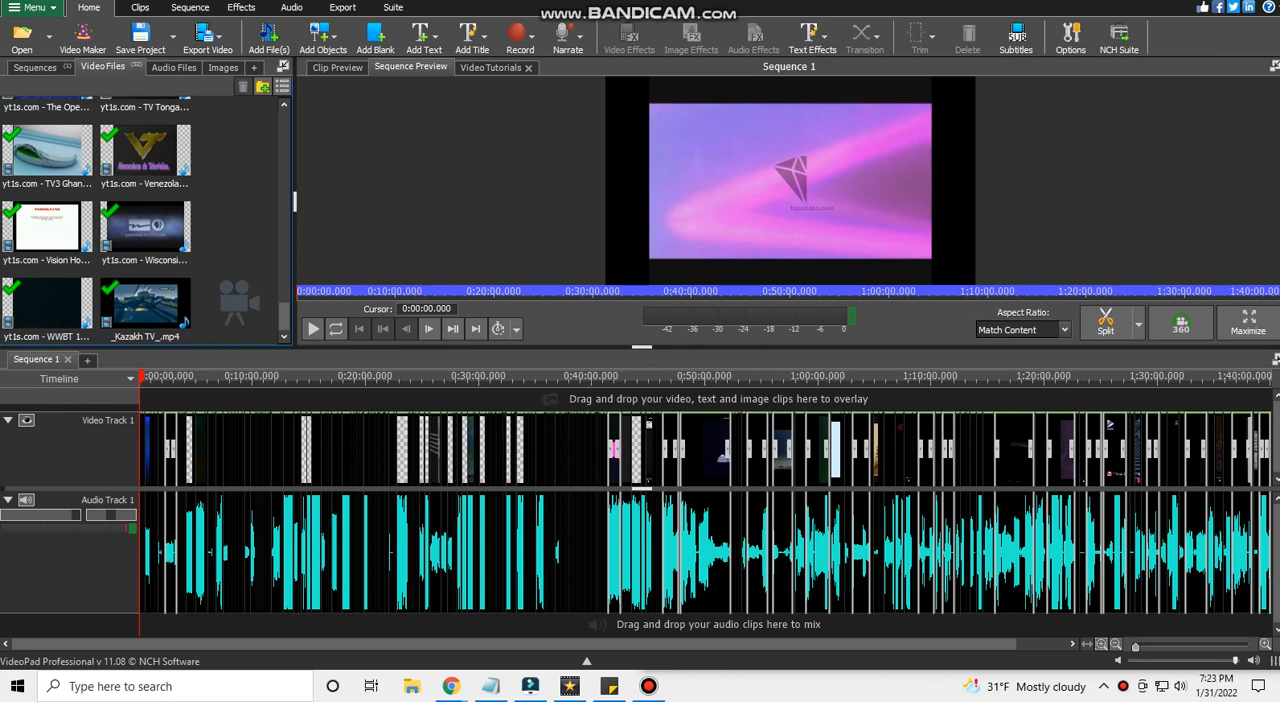 Menu Home Clips Sequence Effects Audio Export Suite
www.BANDICAM.com
Open Video Maker Save Project Export Video Add File(s) Add Objects Add Blank Add Text Add Title Record Narrate Video Effects Image Effects Audio Effects Text Effects Transition Trim Delete Subtitles Options NCH Suite
Sequences Video Files Audio Files Images +
Clip Preview Sequence Preview Video Tutorials Sequence 1
yt1s.com - The Ope... yt1s.com - TV Tonga...
yt1s.com - TV3 Ghan... yt1s.com - Venezola...
yt1s.com - Vision Ho... yt1s.com - Wisconsi...
yt1s.com - WWBT 1... _Kazakh TV_.mp4
0:00:00.000 0:10:00.000 0:20:00.000 0:30:00.000 0:40:00.000 0:50:00.000 1:00:00.000 1:10:00.000 1:20:00.000 1:30:00.000 1:40:00.0
Cursor: 0:00:00.000
-42 -36 -30 -24 -18 -12 -6 0
Aspect Ratio:
Match Content
Split 360 Maximize
Sequence 1 +
Timeline
:00:00.000 0:10:00.000 0:20:00.000 0:30:00.000 0:40:00.000 0:50:00.000 1:00:00.000 1:10:00.000 1:20:00.000 1:30:00.000 1:40:00.0
Drag and drop your video, text and image clips here to overlay
Video Track 1
Audio Track 1
Drag and drop your audio clips here to mix
VideoPad Professional v 11.08 © NCH Software
Type here to search
31°F Mostly cloudy
7:23 PM
1/31/2022